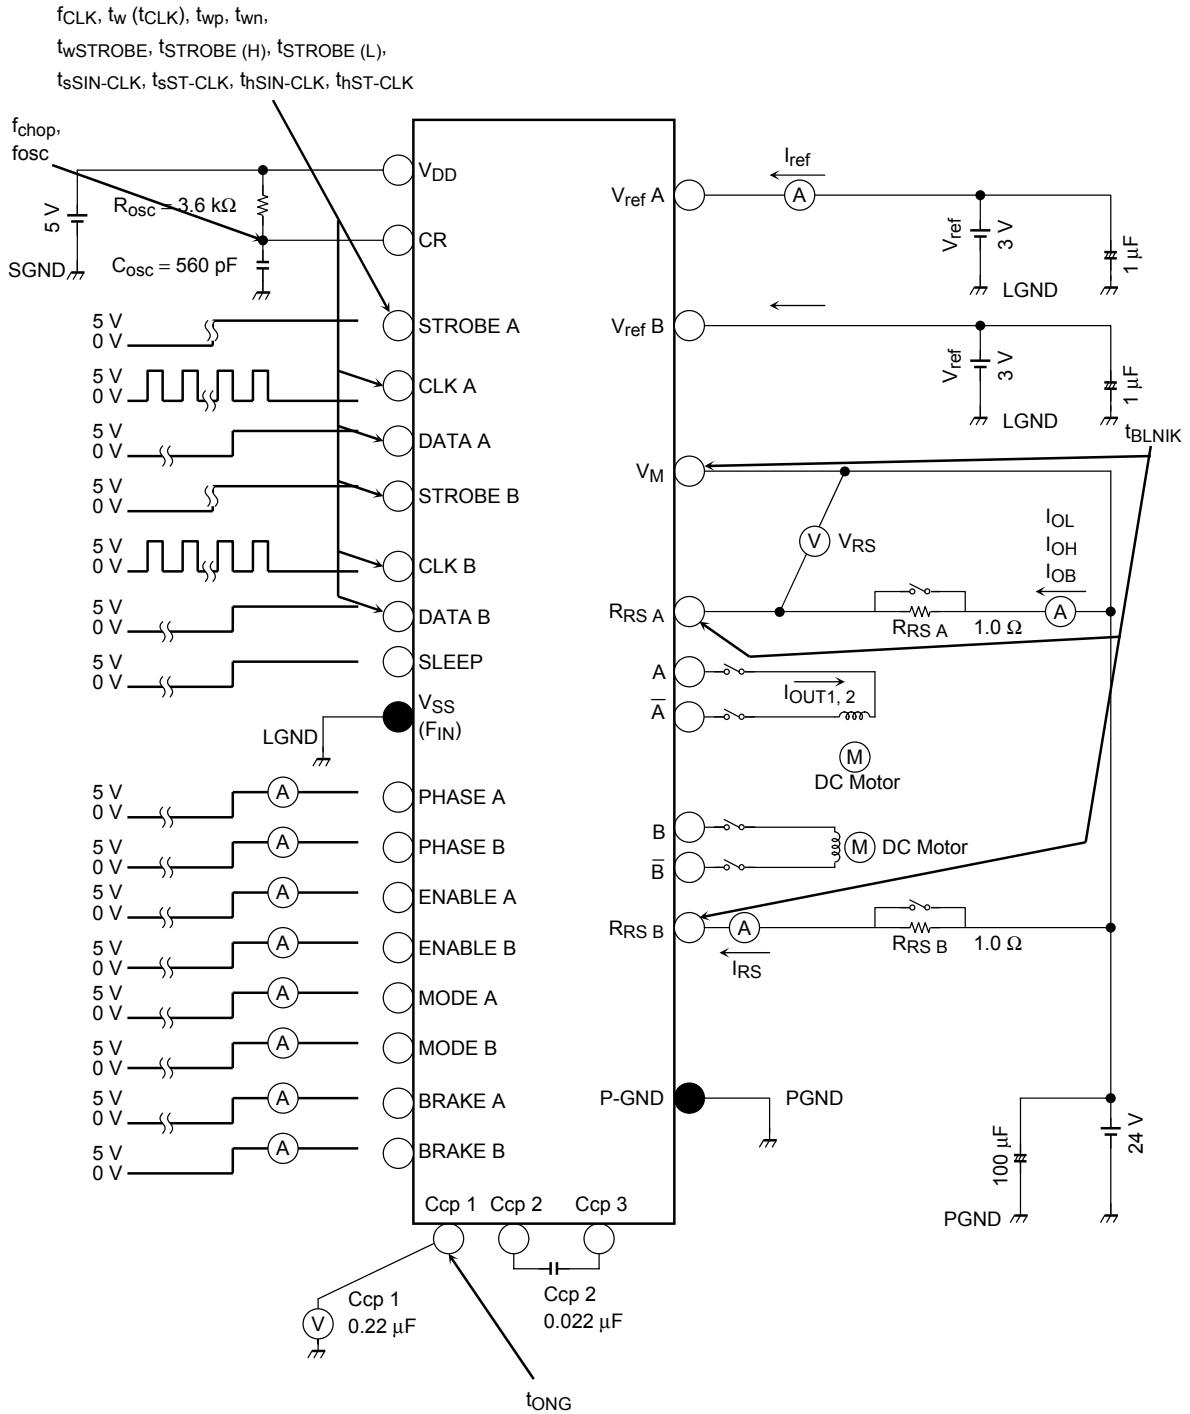 fCLK, tw (tCLK), twp, twn,
twSTROBE, tSTROBE (H), tSTROBE (L),
tsSIN-CLK, tsST-CLK, thSIN-CLK, thST-CLK
fchop,
fosc
VDD
Rosc = 3.6 kΩ
5 V
CR
SGND
Cosc = 560 pF
5 V
0 V
STROBE A
5 V
0 V
CLK A
5 V
0 V
DATA A
5 V
0 V
STROBE B
5 V
0 V
CLK B
5 V
0 V
DATA B
5 V
0 V
SLEEP
VSS
(FIN)
LGND
5 V
0 V
A
PHASE A
5 V
0 V
A
PHASE B
5 V
0 V
A
ENABLE A
5 V
0 V
A
ENABLE B
5 V
0 V
A
MODE A
5 V
0 V
A
MODE B
5 V
0 V
A
BRAKE A
5 V
0 V
A
BRAKE B
Vref A
Iref
A
Vref
3 V
1 μF
LGND
Vref B
Vref
3 V
1 μF
LGND
tBLNIK
VM
V
VRS
IOL
IOH
IOB
RRS A
RRS A
1.0 Ω
A
A
IOUT1, 2
A̅
M
DC Motor
B
M
DC Motor
B̅
RRS B
A
IRS
RRS B
1.0 Ω
P-GND
PGND
100 μF
24 V
PGND
Ccp 1
Ccp 2
Ccp 3
V
Ccp 1
0.22 μF
Ccp 2
0.022 μF
tONG